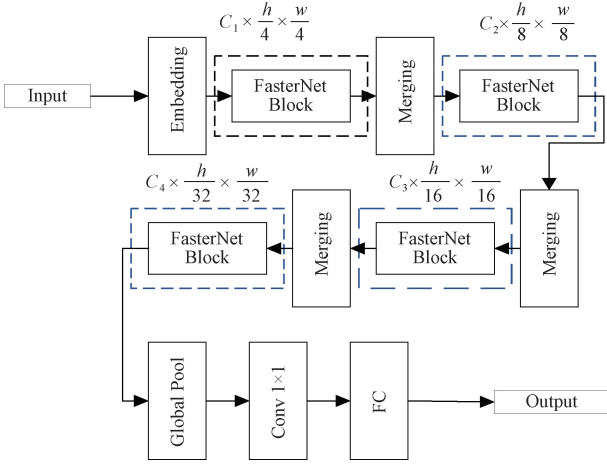 C₁ × h/4 × w/4
C₂ × h/8 × w/8
Input
Embedding
FasterNet
Block
Merging
FasterNet
Block
C₄ × h/32 × w/32
C₃ × h/16 × w/16
FasterNet
Block
Merging
FasterNet
Block
Merging
Global Pool
Conv 1×1
FC
Output